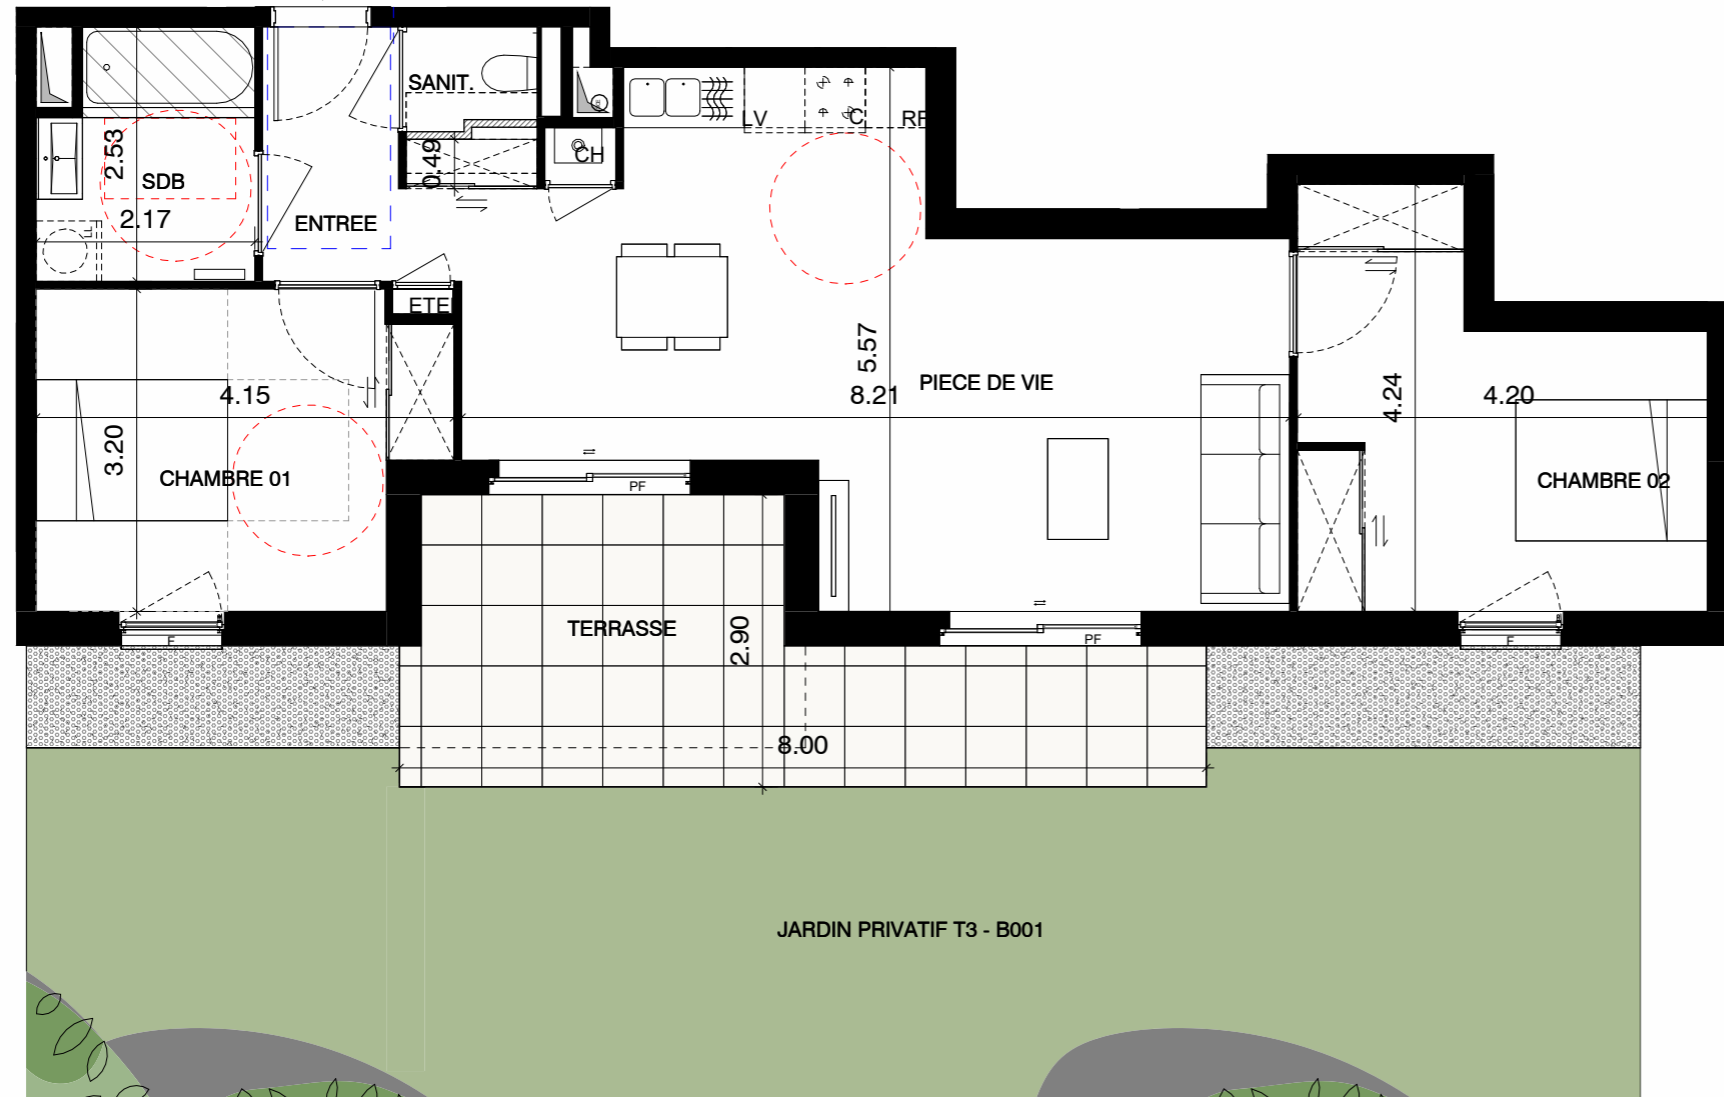 SANIT.
LV
C
RF
CH
0.49
2.53
SDB
2.17
LL
ENTREE
ETEL
5.57
PIECE DE VIE
8.21
4.15
3.20
CHAMBRE 01
4.24
4.20
CHAMBRE 02
PF
F
TERRASSE
2.90
PF
F
8.00
JARDIN PRIVATIF T3 - B001